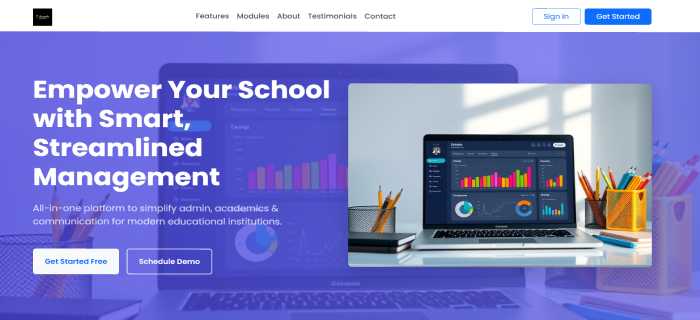 Features Modules About Testimonials Contact
Sign In
Get Started
Empower Your School
with Smart,
Streamlined
Management
All-in-one platform to simplify admin, academics &
communication for modern educational institutions.
Get Started Free
Schedule Demo